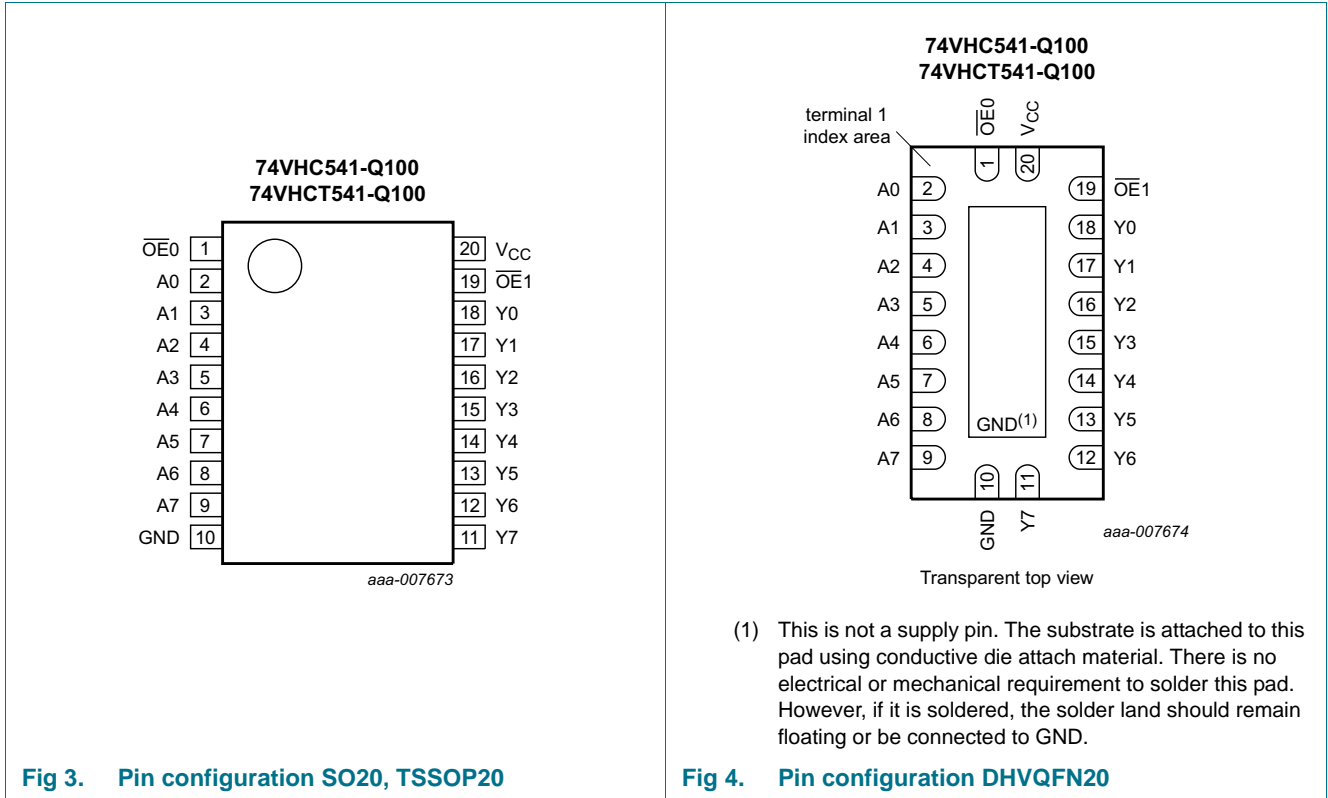 74VHC541-Q100
74VHCT541-Q100
O̅E̅0 1
A0 2
A1 3
A2 4
A3 5
A4 6
A5 7
A6 8
A7 9
GND 10
20 VCC
19 O̅E̅1
18 Y0
17 Y1
16 Y2
15 Y3
14 Y4
13 Y5
12 Y6
11 Y7
aaa-007673
Fig 3. Pin configuration SO20, TSSOP20
74VHC541-Q100
74VHCT541-Q100
terminal 1
index area
O̅E̅0
VCC
1
20
A0 2
A1 3
A2 4
A3 5
A4 6
A5 7
A6 8
A7 9
19 O̅E̅1
18 Y0
17 Y1
16 Y2
15 Y3
14 Y4
13 Y5
12 Y6
GND(1)
10
11
GND
Y7
aaa-007674
Transparent top view
(1) This is not a supply pin. The substrate is attached to this
pad using conductive die attach material. There is no
electrical or mechanical requirement to solder this pad.
However, if it is soldered, the solder land should remain
floating or be connected to GND.
Fig 4. Pin configuration DHVQFN20